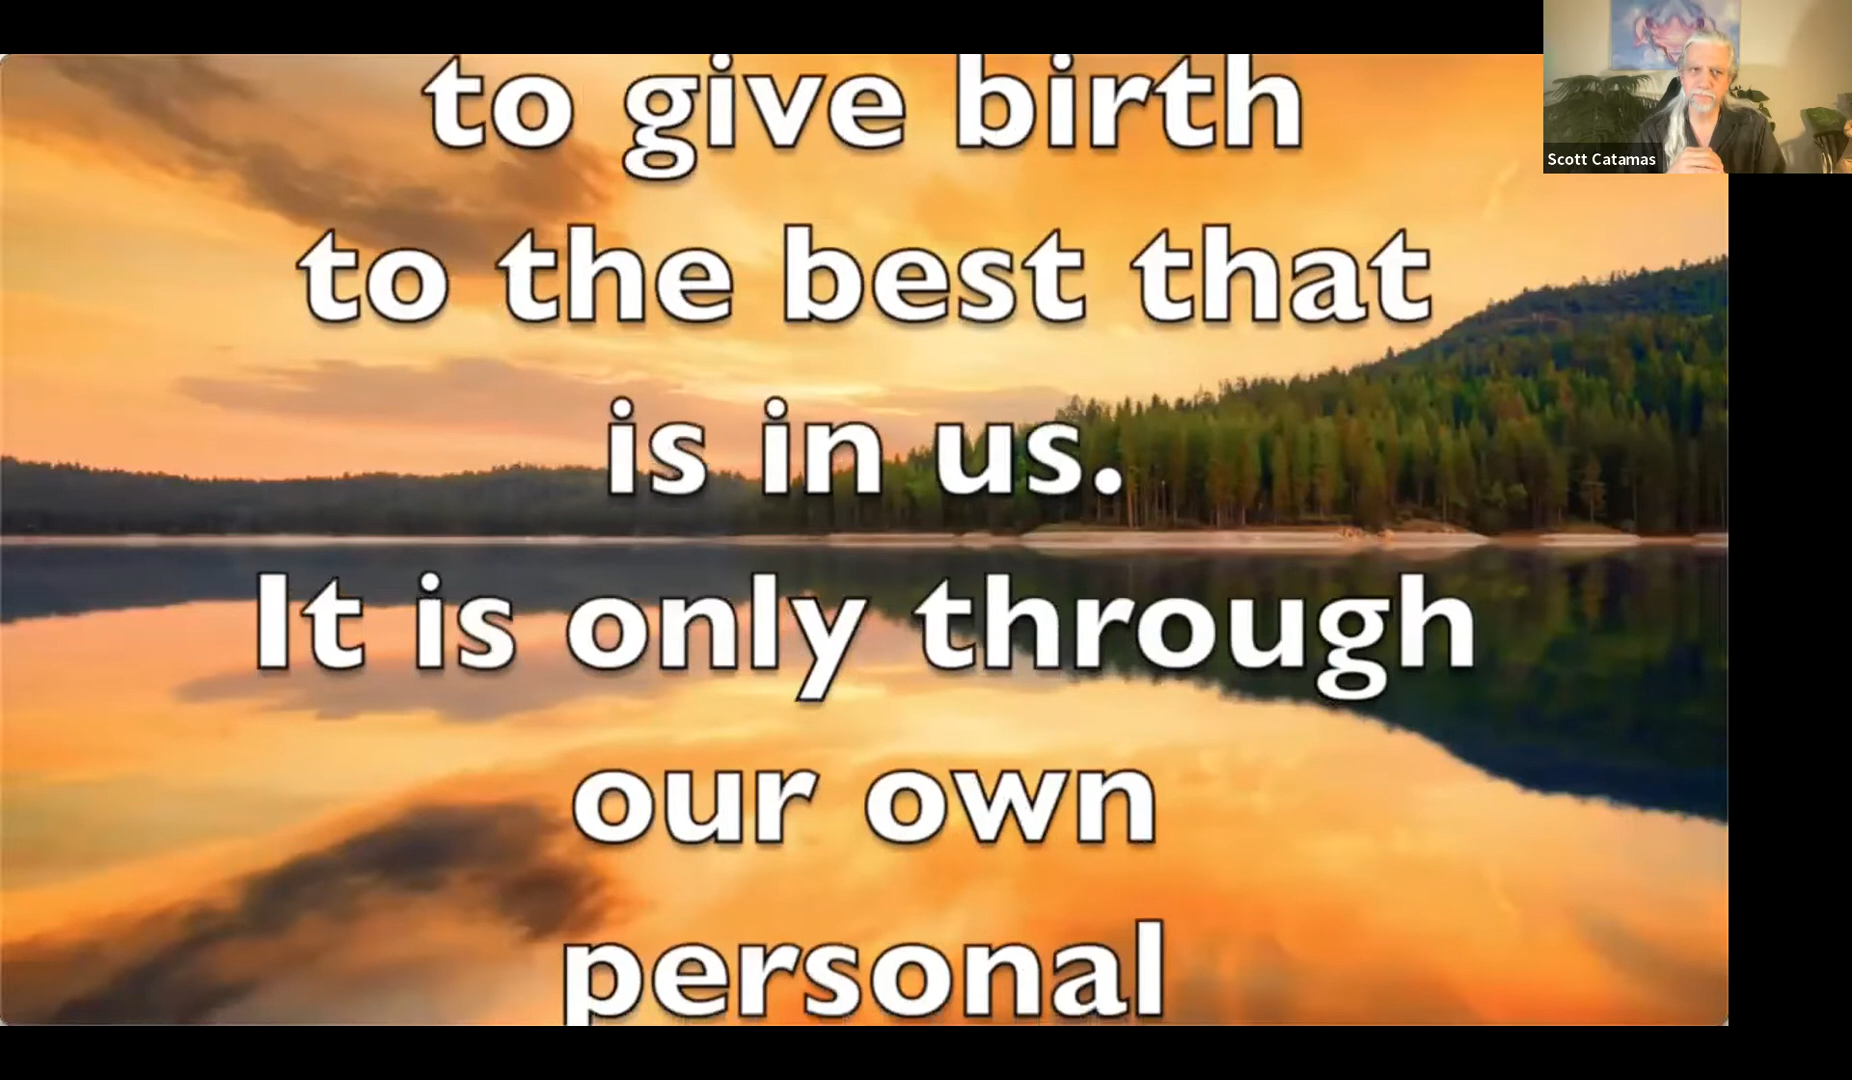 to give birth
to the best that
is in us.
It is only through
our own
personal
Scott Catamas